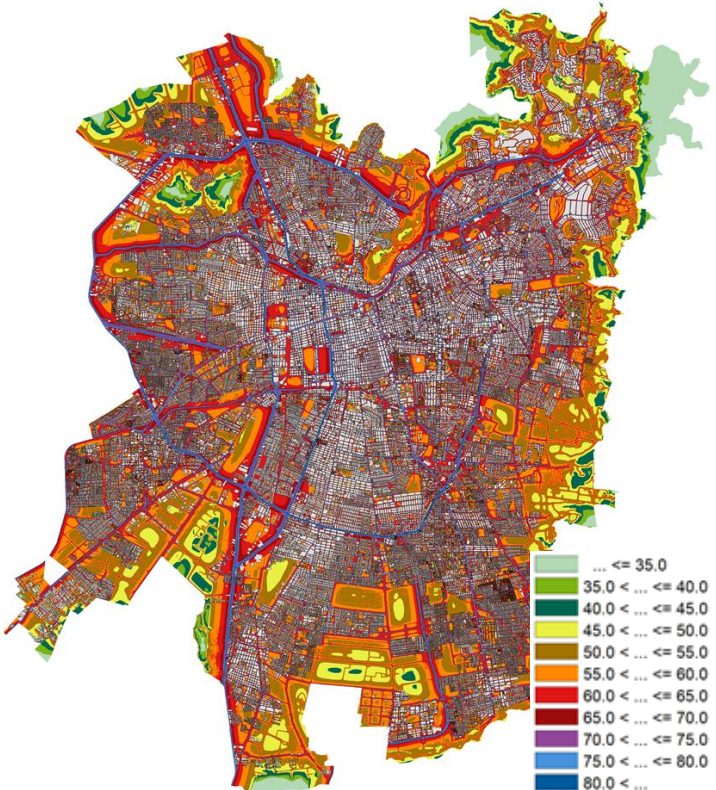 ... <= 35.0
35.0 < ... <= 40.0
40.0 < ... <= 45.0
45.0 < ... <= 50.0
50.0 < ... <= 55.0
55.0 < ... <= 60.0
60.0 < ... <= 65.0
65.0 < ... <= 70.0
70.0 < ... <= 75.0
75.0 < ... <= 80.0
80.0 < ...